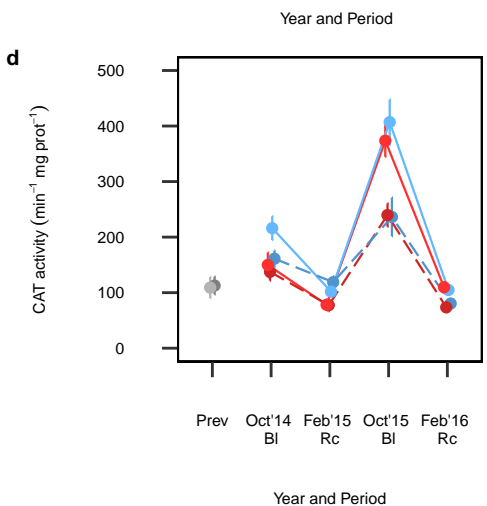 Year and Period
d
CAT activity (min⁻¹ mg prot⁻¹)
500
400
300
200
100
0
Prev Oct'14 Feb'15 Oct'15 Feb'16
Bl Rc Bl Rc
Year and Period